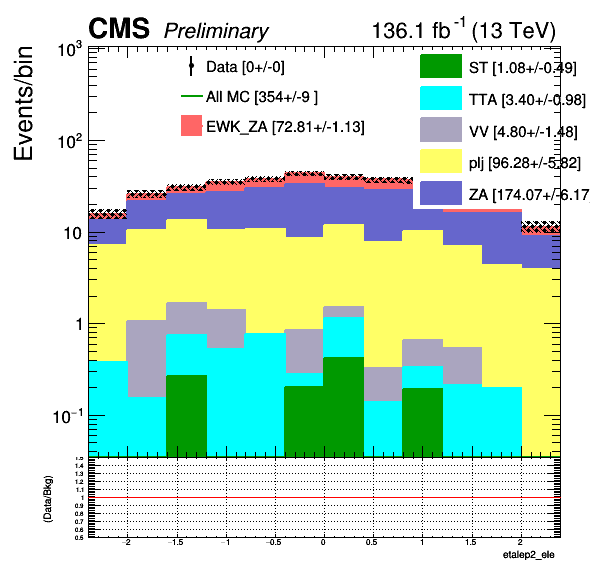 CMS Preliminary 136.1 fb⁻¹ (13 TeV)
Events/bin
10³
10²
10
1
10⁻¹
Data [0+/-0]
All MC [354+/-9 ]
EWK_ZA [72.81+/-1.13]
ST [1.08+/-0.49]
TTA [3.40+/-0.98]
VV [4.80+/-1.48]
plj [96.28+/-5.82]
ZA [174.07+/-6.17]
(Data/Bkg)
1.5
1.4
1.3
1.2
1.1
1
0.9
0.8
0.7
0.6
0.5
−2 −1.5 −1 −0.5 0 0.5 1 1.5 2
etalep2_ele